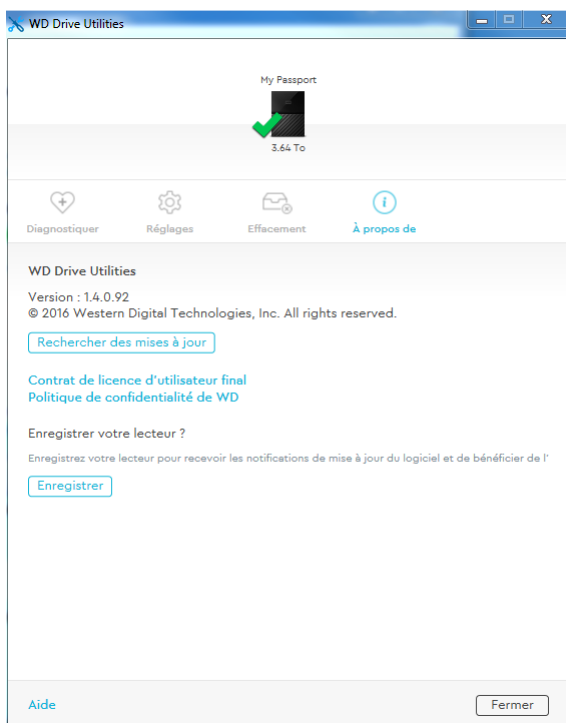 WD Drive Utilities
My Passport
3.64 To
Diagnostiquer Réglages Effacement À propos de
WD Drive Utilities
Version : 1.4.0.92
© 2016 Western Digital Technologies, Inc. All rights reserved.
Rechercher des mises à jour
Contrat de licence d'utilisateur final
Politique de confidentialité de WD
Enregistrer votre lecteur ?
Enregistrez votre lecteur pour recevoir les notifications de mise à jour du logiciel et de bénéficier de l'
Enregistrer
Aide Fermer